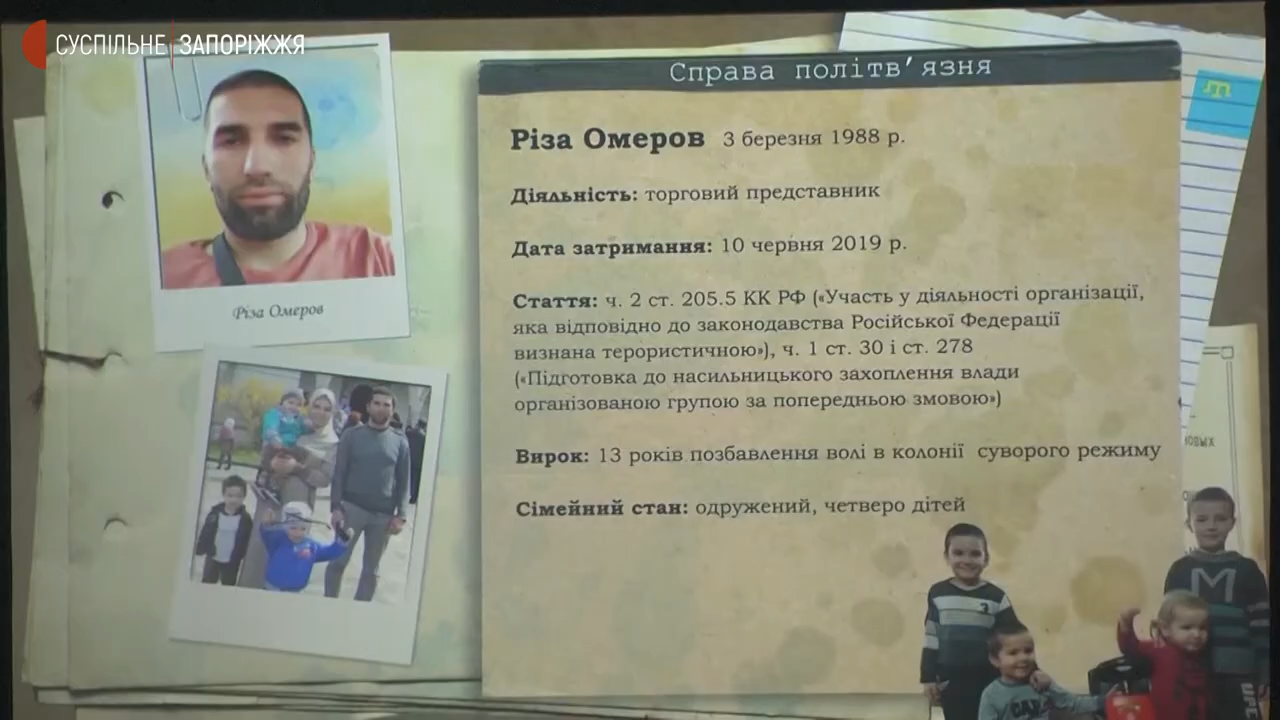 СУСПІЛЬНЕ ЗАПОРІЖЖЯ
Справа політв'язня
Різа Омеров 3 березня 1988 р.
Діяльність: торговий представник
Дата затримання: 10 червня 2019 р.
Стаття: ч. 2 ст. 205.5 КК РФ («Участь у діяльності організації,
яка відповідно до законодавства Російської Федерації
визнана терористичною»), ч. 1 ст. 30 і ст. 278
(«Підготовка до насильницького захоплення влади
організованою групою за попередньою змовою»)
Вирок: 13 років позбавлення волі в колонії суворого режиму
Сімейний стан: одружений, четверо дітей
Різа Омеров
M